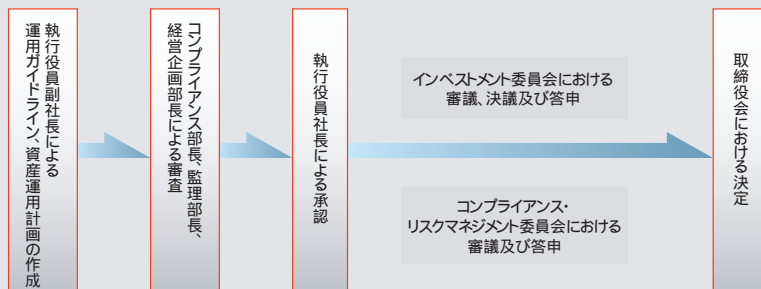 執行役員副社長による
運用ガイドライン、資産運用計画の作成
コンプライアンス部長、監理部長、
経営企画部長による審査
執行役員社長による承認
インベストメント委員会における
審議、決議及び答申
コンプライアンス・
リスクマネジメント委員会における
審議及び答申
取締役会における決定